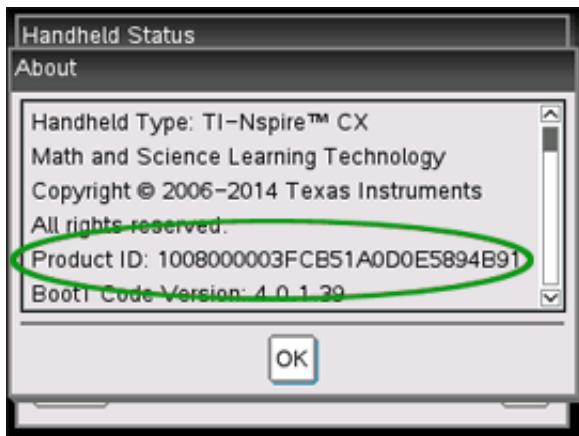 Handheld Status
About
Handheld Type: TI-Nspire™ CX
Math and Science Learning Technology
Copyright © 2006-2014 Texas Instruments
All rights reserved.
Product ID: 1008000003FCB51A0D0E5894B91
Boot1 Code Version: 4.0.1.39
OK